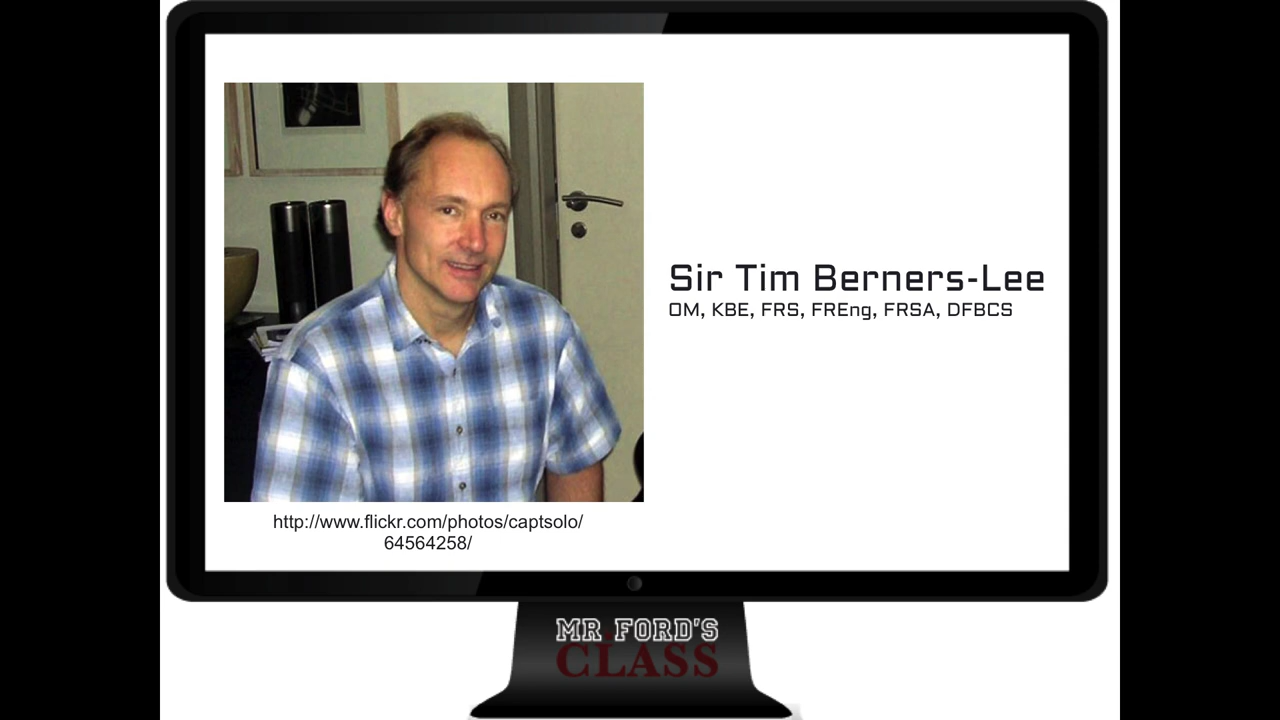 Sir Tim Berners-Lee
OM, KBE, FRS, FREng, FRSA, DFBCS
http://www.flickr.com/photos/captsolo/
64564258/
MR FORD'S
CLASS